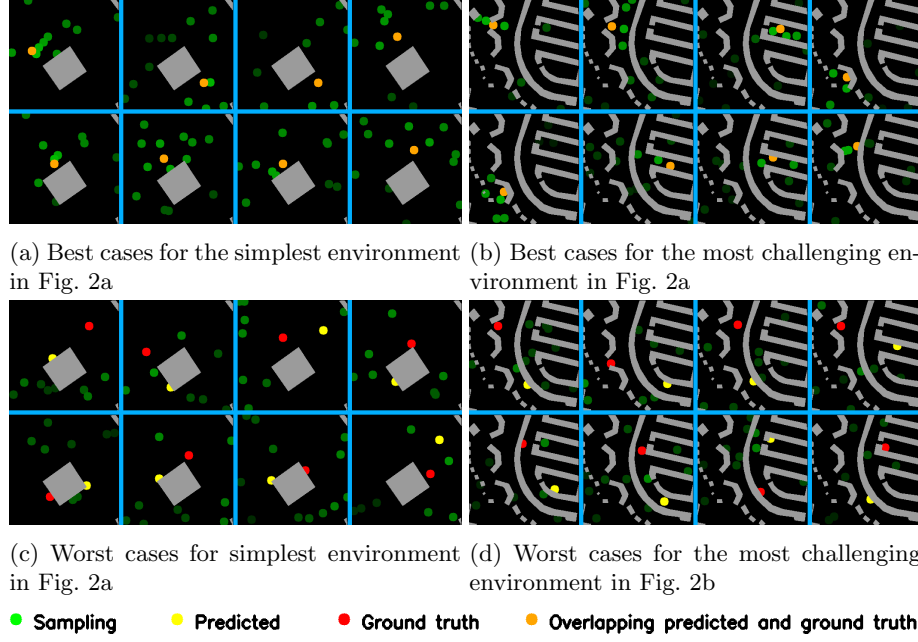 (a) Best cases for the simplest environment
in Fig. 2a
(b) Best cases for the most challenging en-
vironment in Fig. 2a
(c) Worst cases for simplest environment
in Fig. 2a
(d) Worst cases for the most challenging
environment in Fig. 2b
Sampling Predicted Ground truth Overlapping predicted and ground truth